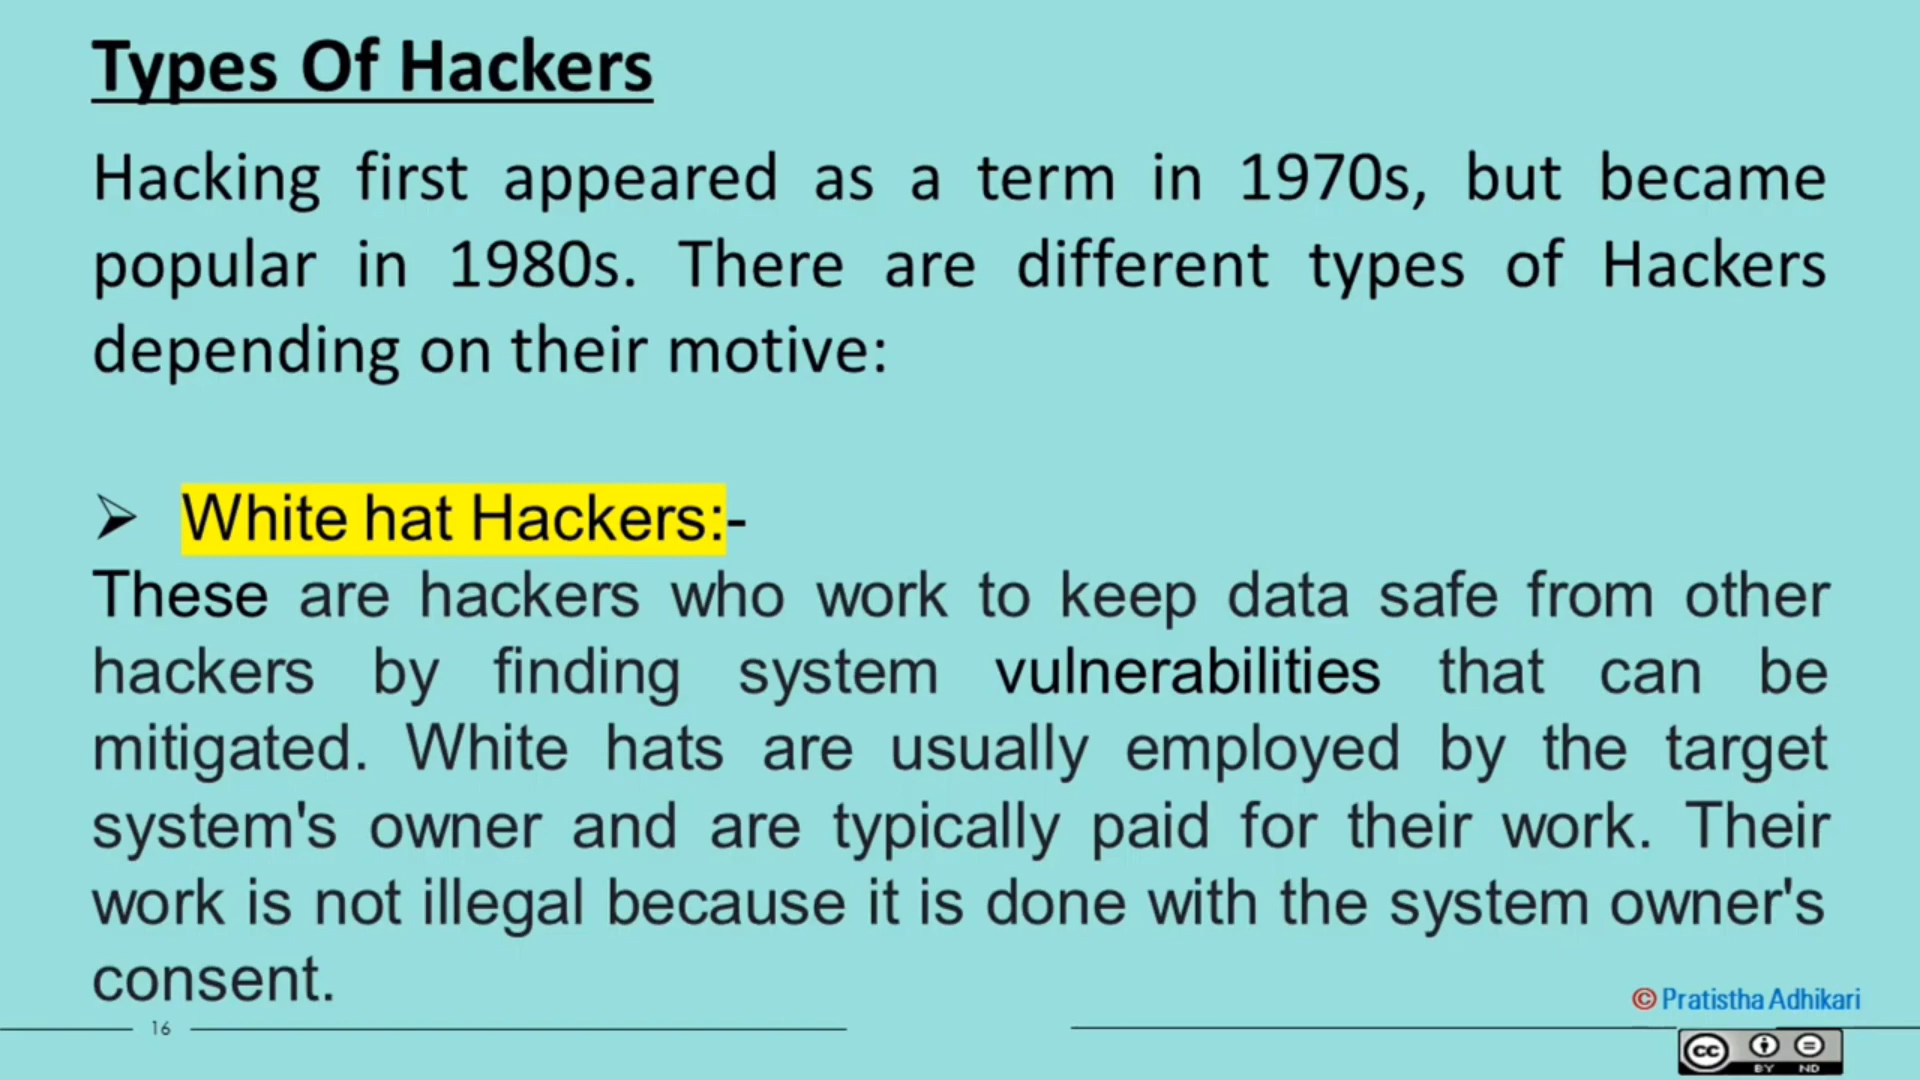 Types Of Hackers
Hacking first appeared as a term in 1970s, but became
popular in 1980s. There are different types of Hackers
depending on their motive:
➢ White hat Hackers:-
These are hackers who work to keep data safe from other
hackers by finding system vulnerabilities that can be
mitigated. White hats are usually employed by the target
system's owner and are typically paid for their work. Their
work is not illegal because it is done with the system owner's
consent.
© Pratistha Adhikari
16
cc BY ND